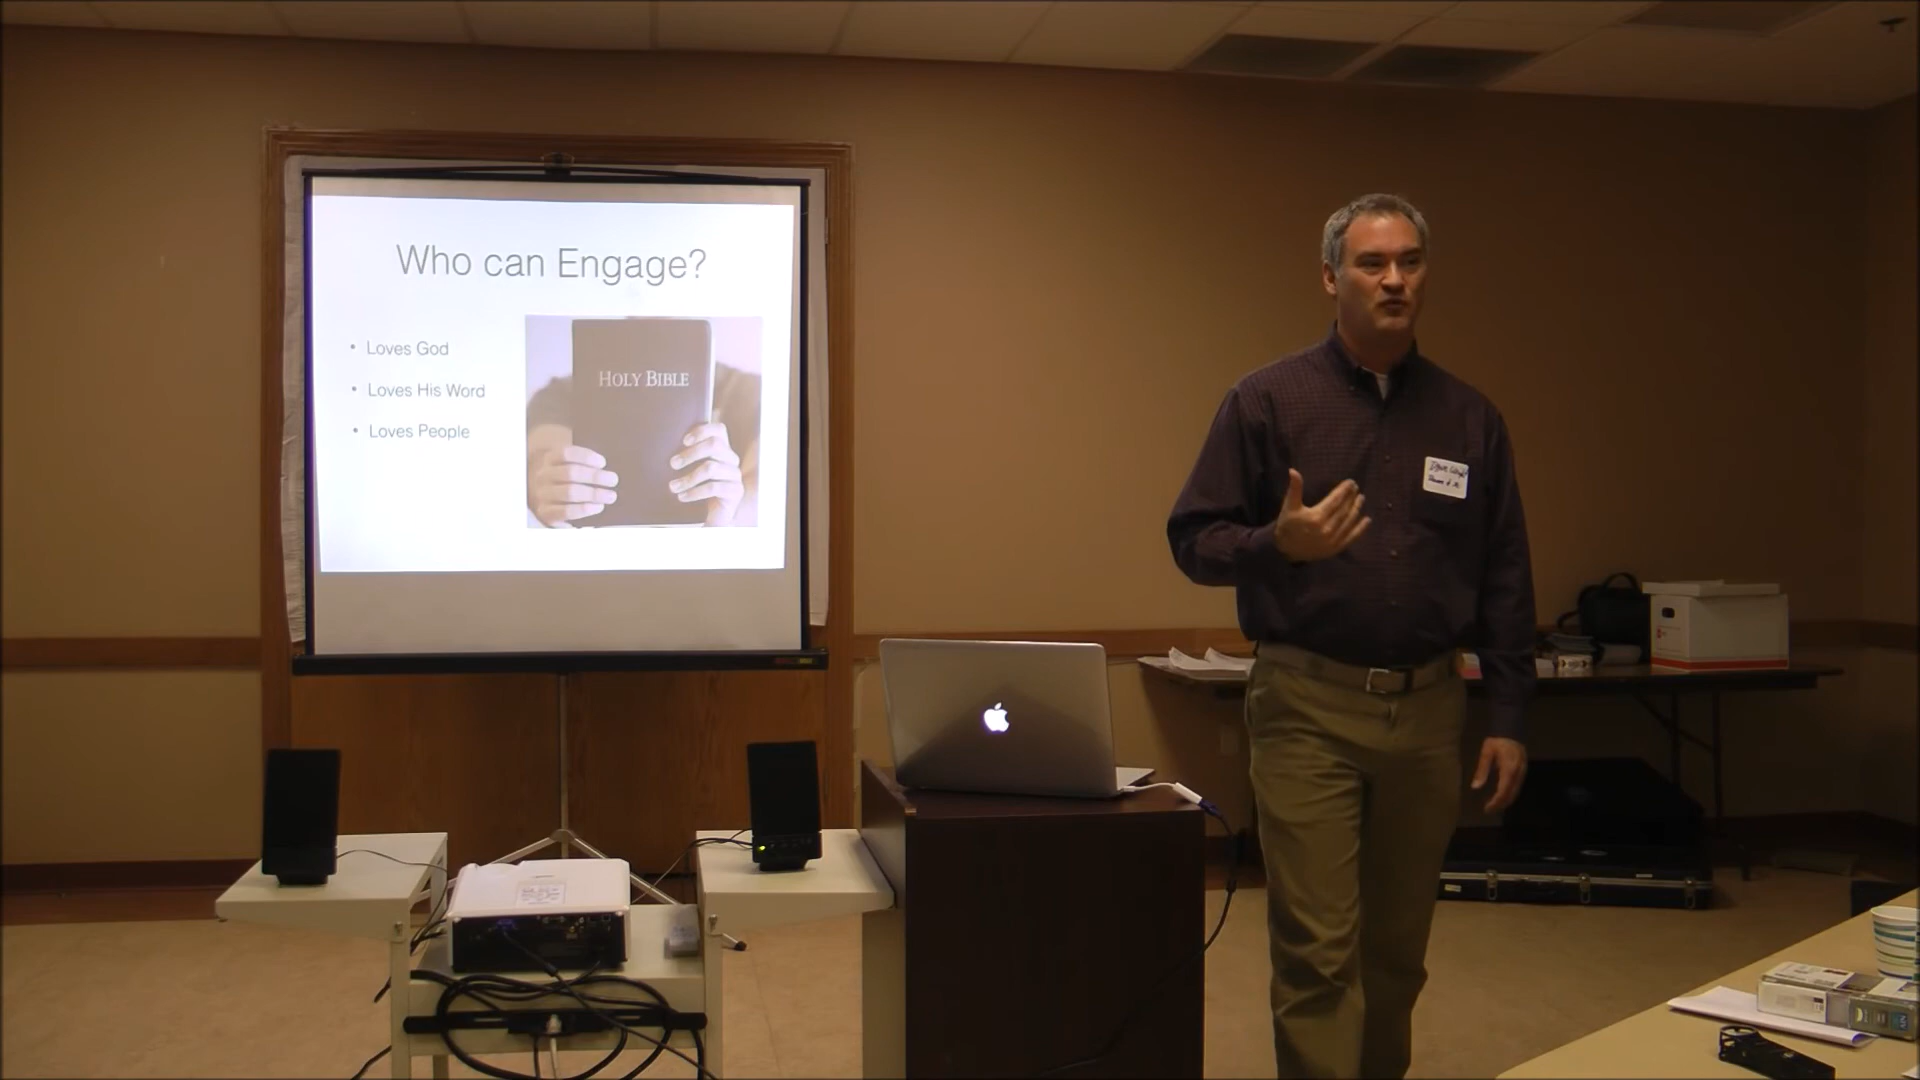 Who can Engage?
• Loves God
• Loves His Word
• Loves People
HOLY BIBLE